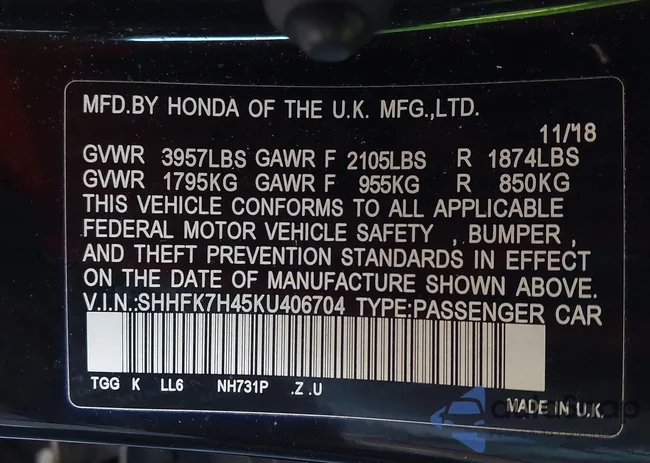 MFD.BY HONDA OF THE U.K. MFG.,LTD.
11/18
GVWR 3957LBS GAWR F 2105LBS R 1874LBS
GVWR 1795KG GAWR F 955KG R 850KG
THIS VEHICLE CONFORMS TO ALL APPLICABLE
FEDERAL MOTOR VEHICLE SAFETY , BUMPER ,
AND THEFT PREVENTION STANDARDS IN EFFECT
ON THE DATE OF MANUFACTURE SHOWN ABOVE.
V.I.N.:SHHFK7H45KU406704 TYPE:PASSENGER CAR
TGG K LL6 NH731P .Z .U
MADE IN U.K.